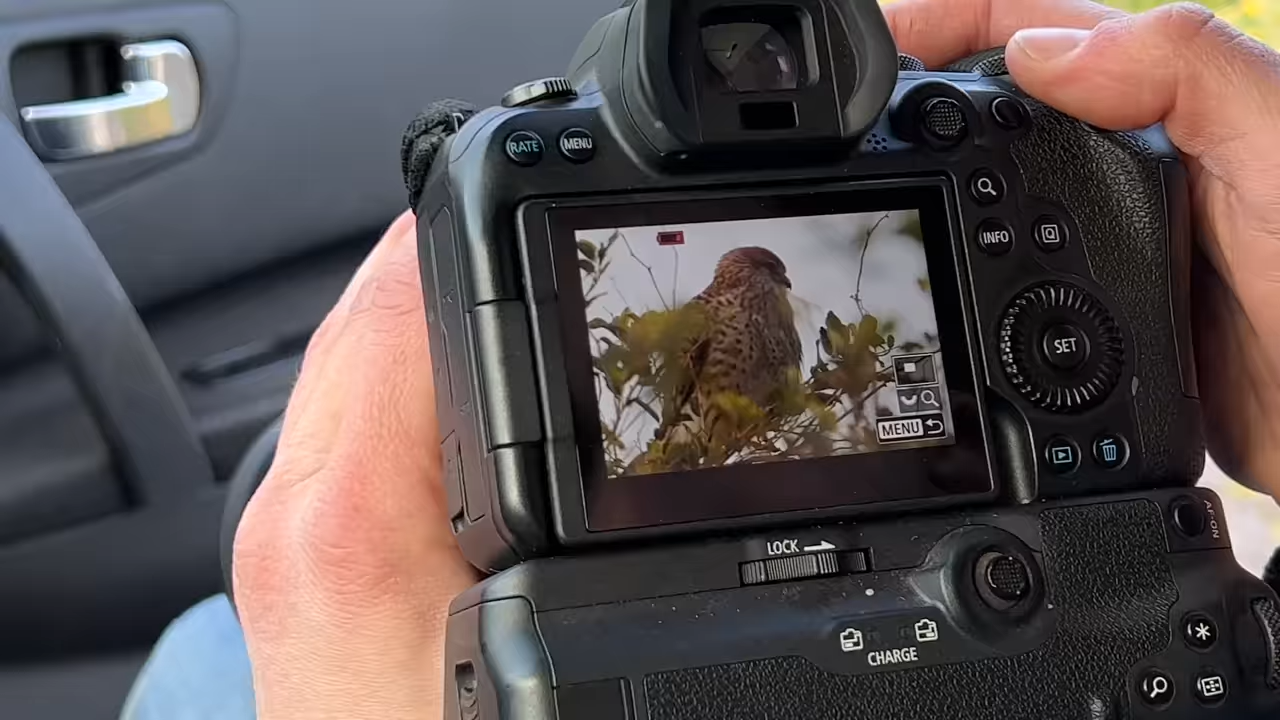 RATE
MENU
INFO
Q
SET
MENU
LOCK
AF-ON
CHARGE